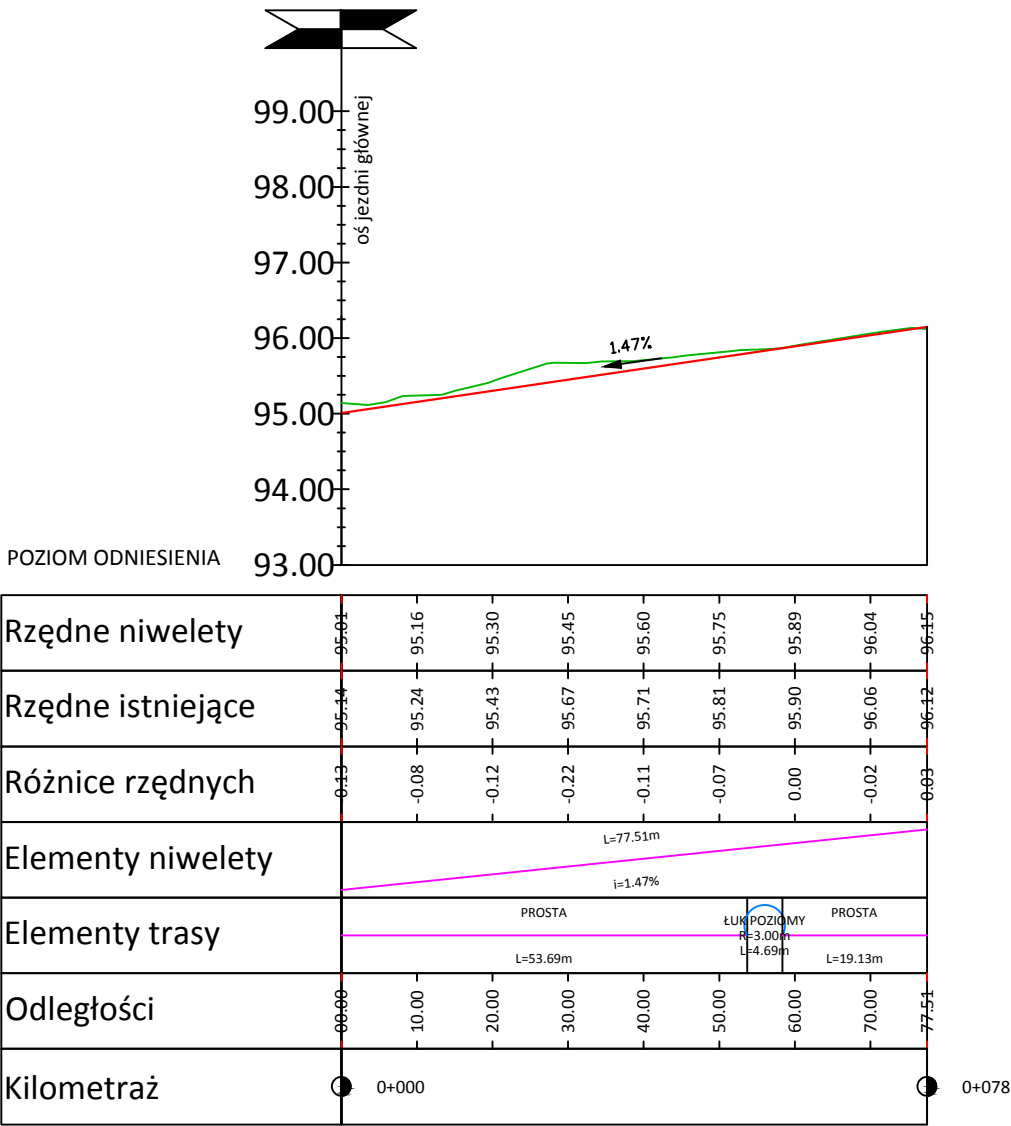 99.00
98.00
97.00
96.00
95.00
94.00
93.00
oś jezdni głównej
1.47%
POZIOM ODNIESIENIA
Rzędne niwelety
95.01 95.16 95.30 95.45 95.60 95.75 95.89 96.04 96.15
Rzędne istniejące
95.14 95.24 95.43 95.67 95.71 95.81 95.90 96.06 96.12
Różnice rzędnych
-0.13 -0.08 -0.12 -0.22 -0.11 -0.07 0.00 -0.02 0.03
Elementy niwelety
L=77.51m
i=1.47%
Elementy trasy
PROSTA
L=53.69m
ŁUK POZIOMY
R=3.00m
L=4.69m
PROSTA
L=19.13m
Odległości
00.00 10.00 20.00 30.00 40.00 50.00 60.00 70.00 77.51
Kilometraż
0+000
0+078